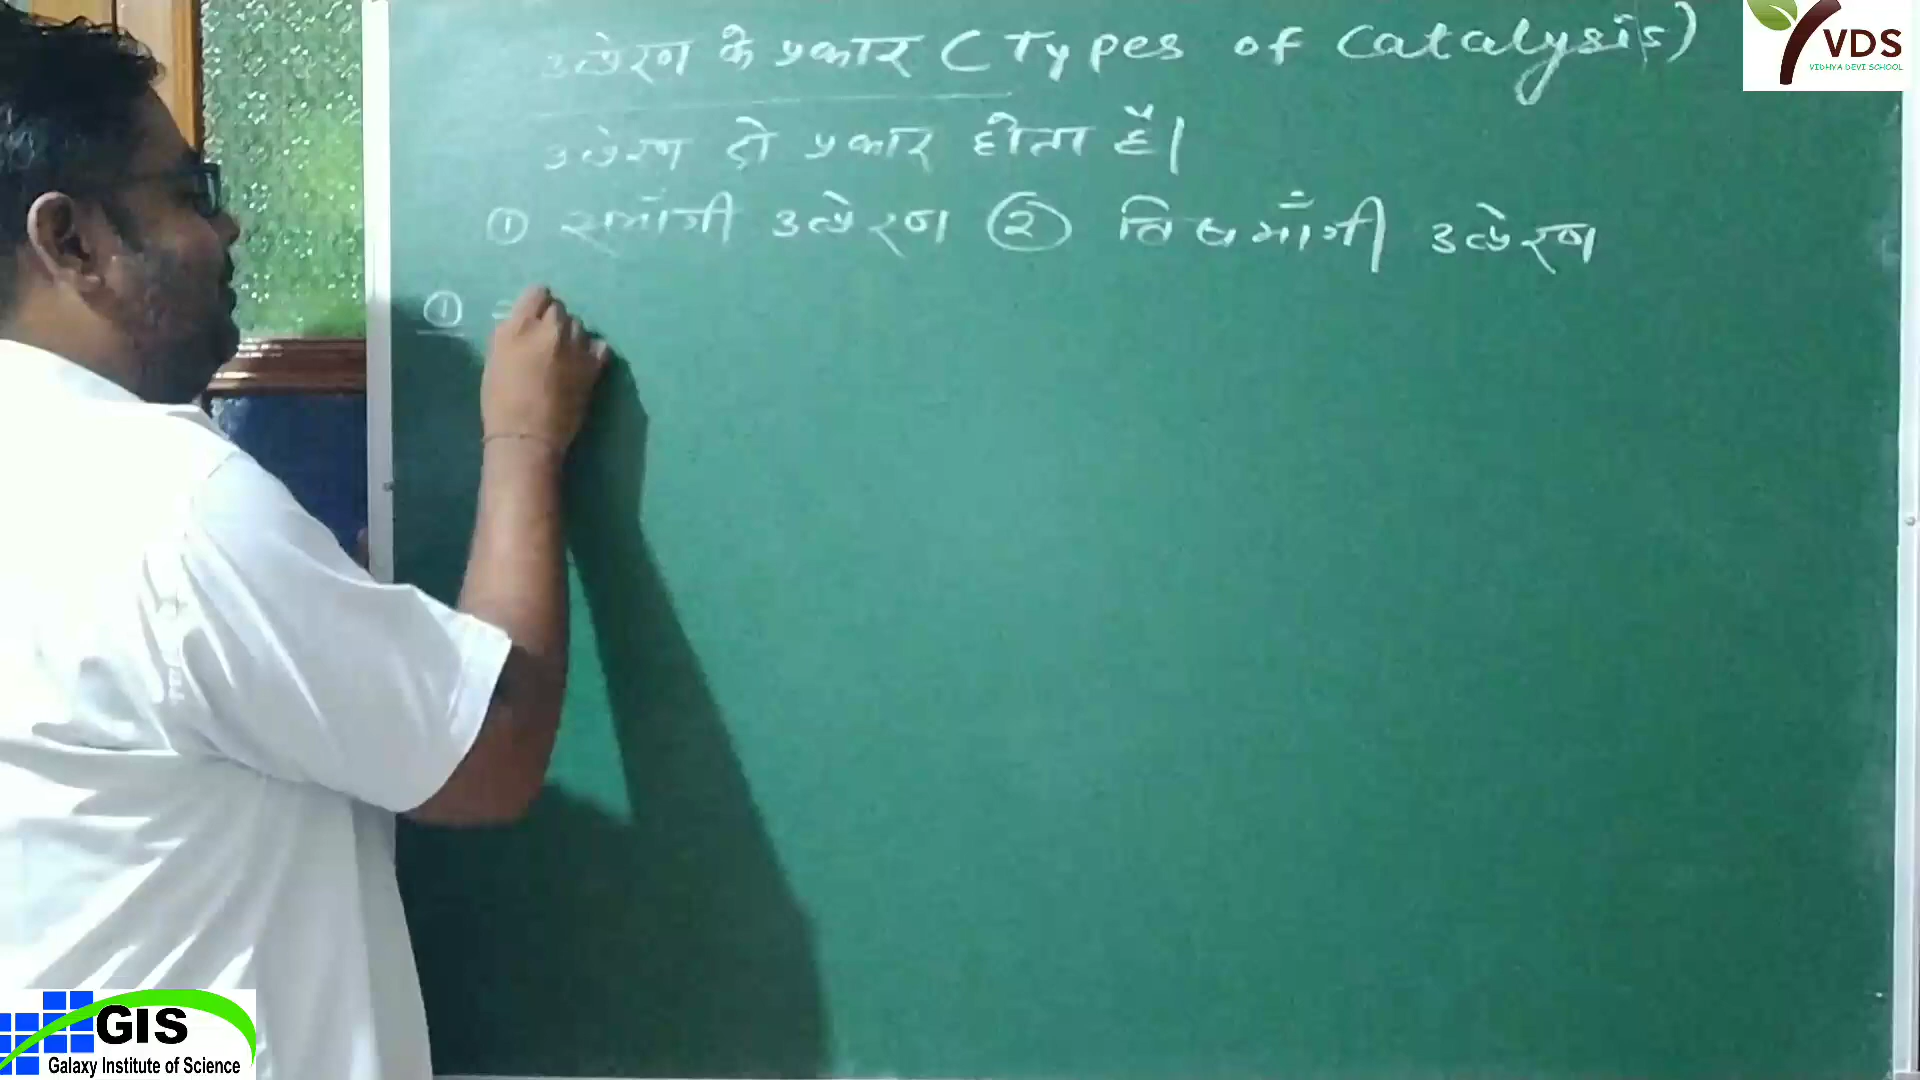 उत्प्रेरण के प्रकार ( Types of Catalysis)
उत्प्रेरण दो प्रकार होता है।
① समाँगी उत्प्रेरण ② विषमाँगी उत्प्रेरण
①
VDS
VIDHYA DEVI SCHOOL
GIS
Galaxy Institute of Science